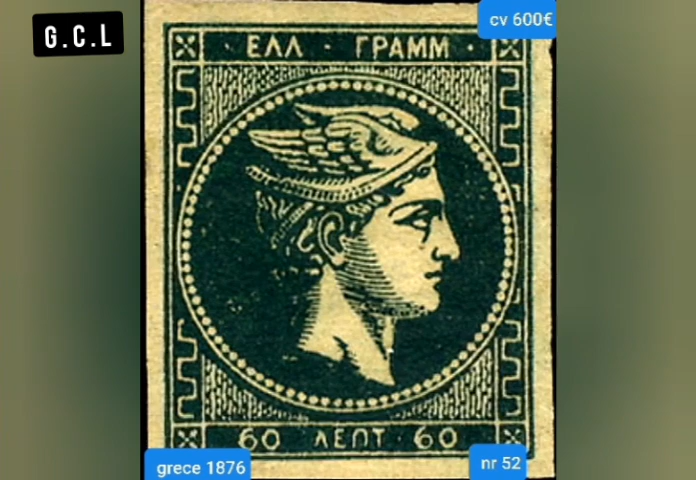 G.C.L
cv 600€
ΕΛΛ · ΓΡΑΜΜ ·
60 ΛΕΠΤ · 60
grece 1876
nr 52